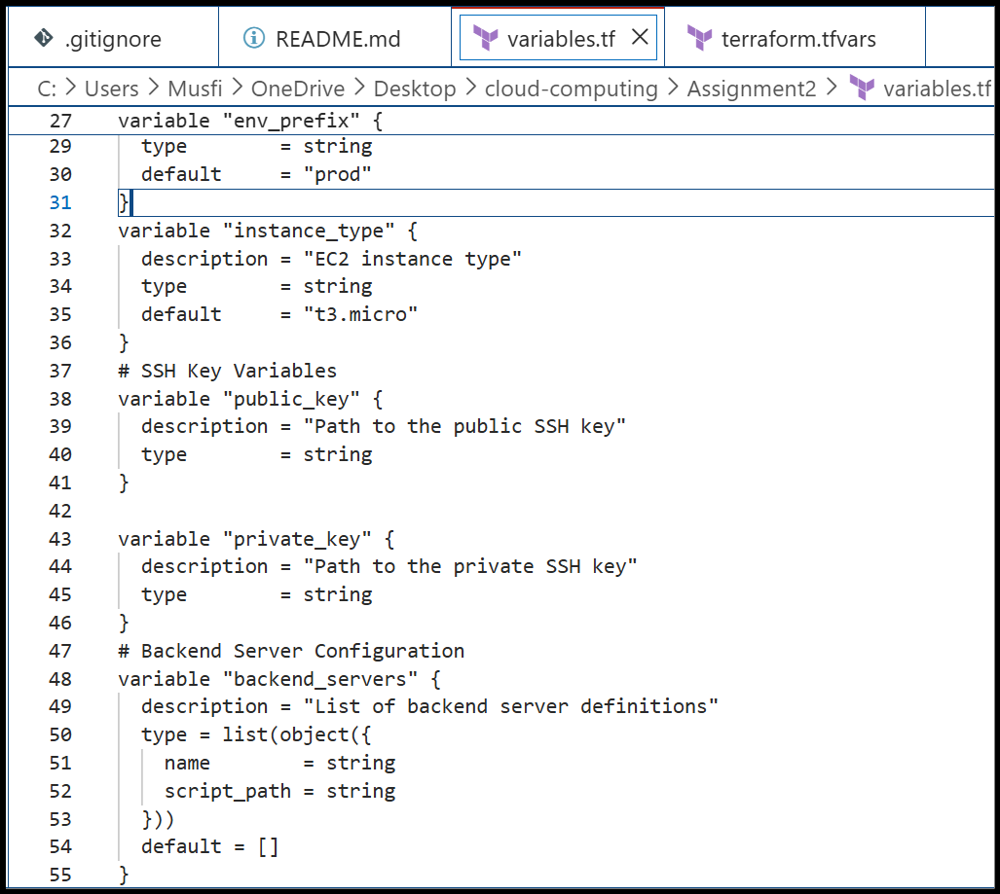 .gitignore README.md variables.tf terraform.tfvars
C: > Users > Musfi > OneDrive > Desktop > cloud-computing > Assignment2 > variables.tf
27 variable "env_prefix" {
29   type        = string
30   default     = "prod"
31 }
32 variable "instance_type" {
33   description = "EC2 instance type"
34   type        = string
35   default     = "t3.micro"
36 }
37 # SSH Key Variables
38 variable "public_key" {
39   description = "Path to the public SSH key"
40   type        = string
41 }
42
43 variable "private_key" {
44   description = "Path to the private SSH key"
45   type        = string
46 }
47 # Backend Server Configuration
48 variable "backend_servers" {
49   description = "List of backend server definitions"
50   type = list(object({
51     name        = string
52     script_path = string
53   }))
54   default = []
55 }